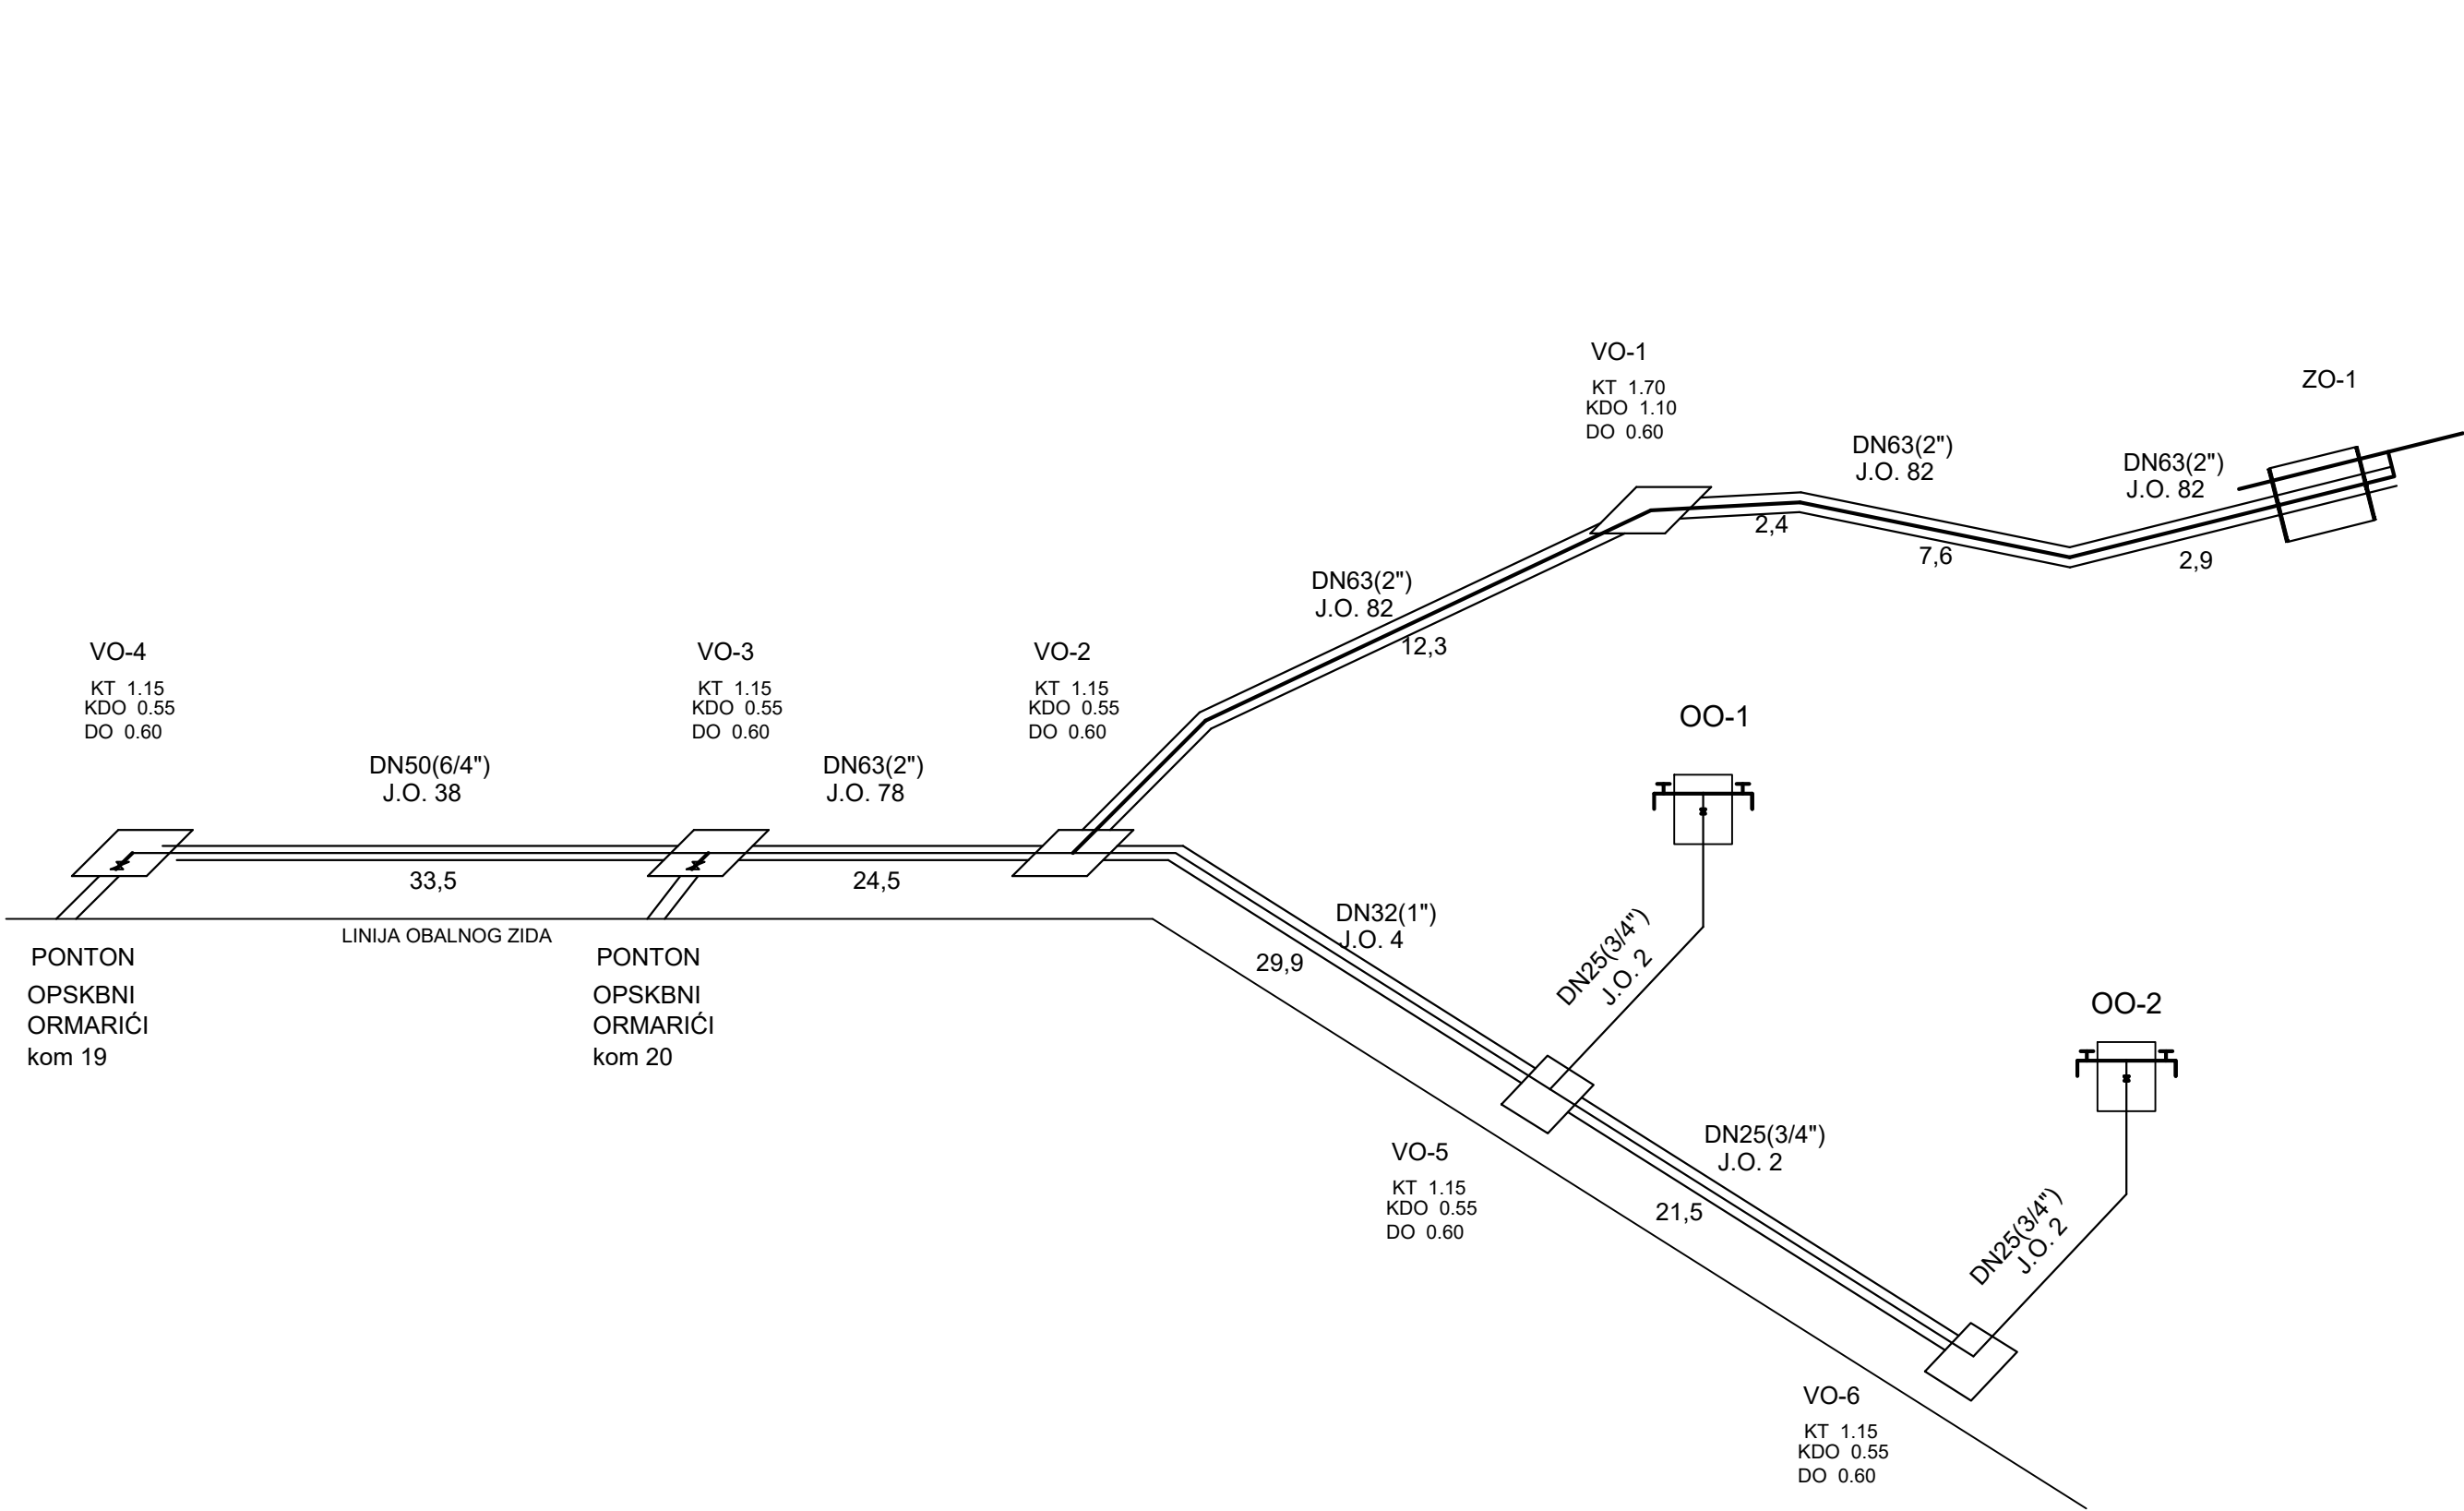 VO-1
KT 1.70
KDO 1.10
DO 0.60
ZO-1
DN63(2")
J.O. 82
DN63(2")
J.O. 82
2,4
7,6
2,9
DN63(2")
J.O. 82
12,3
VO-4
KT 1.15
KDO 0.55
DO 0.60
VO-3
KT 1.15
KDO 0.55
DO 0.60
VO-2
KT 1.15
KDO 0.55
DO 0.60
DN50(6/4")
J.O. 38
33,5
DN63(2")
J.O. 78
24,5
OO-1
LINIJA OBALNOG ZIDA
PONTON
OPSKBNI
ORMARIĆI
kom 19
PONTON
OPSKBNI
ORMARIĆI
kom 20
DN32(1")
J.O. 4
29,9
DN25(3/4")
J.O. 2
OO-2
VO-5
KT 1.15
KDO 0.55
DO 0.60
DN25(3/4")
J.O. 2
21,5
DN25(3/4")
J.O. 2
VO-6
KT 1.15
KDO 0.55
DO 0.60